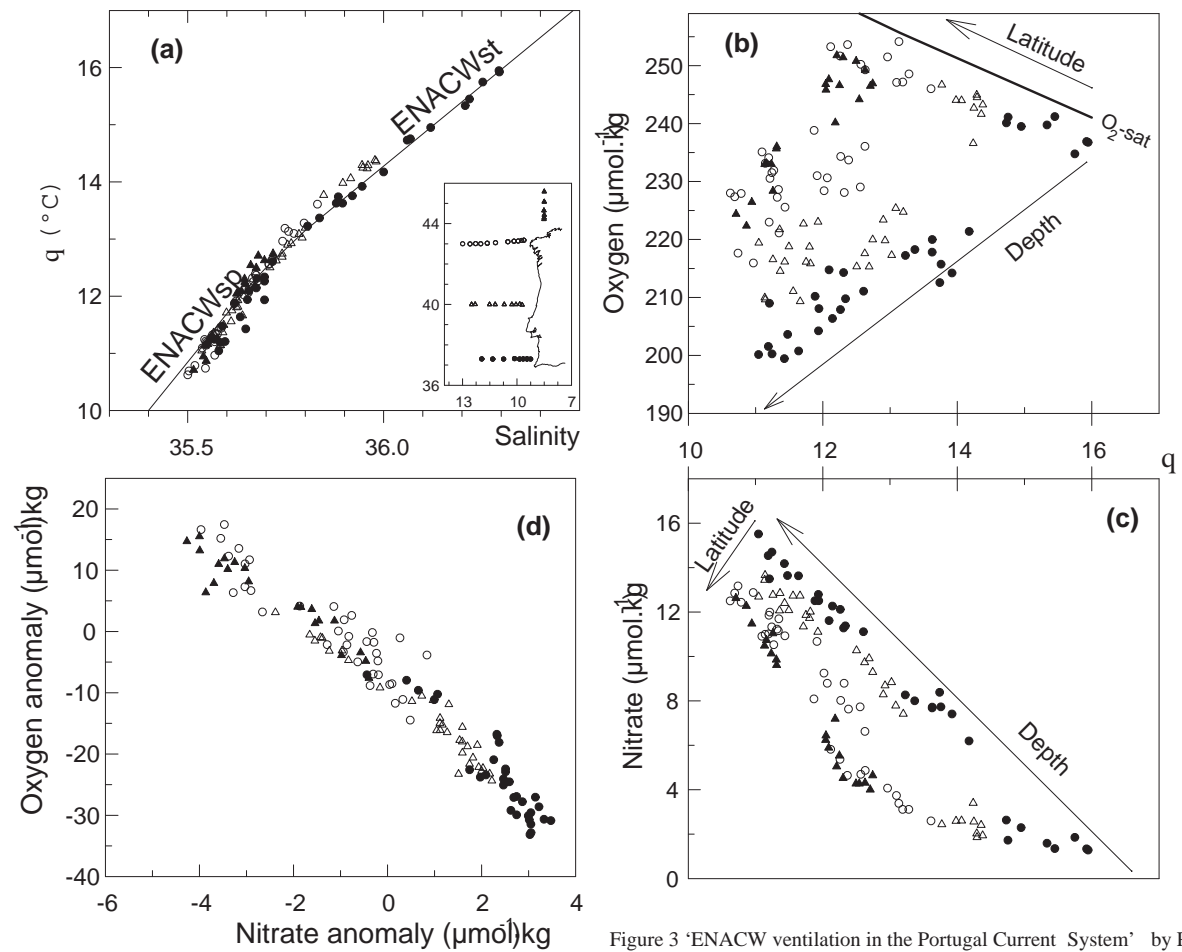 (a)
16
14
12
10
q ( °C )
35.5
36.0
Salinity
ENACWst
ENACWsp
44
40
36
13
10
7
(b)
250
240
230
220
210
200
190
Oxygen (µmol.kg-1)
Latitude
O2-sat
Depth
10
12
14
16
q
(d)
20
10
0
-10
-20
-30
-40
Oxygen anomaly (µmol.kg-1)
-6
-4
-2
0
2
4
Nitrate anomaly (µmol.kg-1)
(c)
16
12
8
4
0
Nitrate (µmol.kg-1)
Latitude
Depth
Figure 3 'ENACW ventilation in the Portugal Current System' by